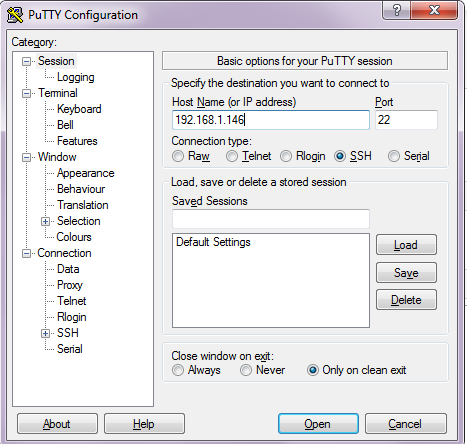 PuTTY Configuration
Category:
Session
Logging
Terminal
Keyboard
Bell
Features
Window
Appearance
Behaviour
Translation
Selection
Colours
Connection
Data
Proxy
Telnet
Rlogin
SSH
Serial
Basic options for your PuTTY session
Specify the destination you want to connect to
Host Name (or IP address) Port
192.168.1.146 22
Connection type:
Raw Telnet Rlogin SSH Serial
Load, save or delete a stored session
Saved Sessions
Default Settings
Load
Save
Delete
Close window on exit:
Always Never Only on clean exit
About Help Open Cancel